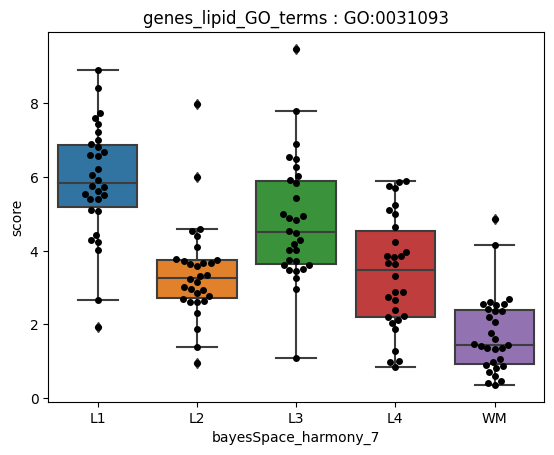 genes_lipid_GO_terms : GO:0031093
score
8
6
4
2
0
L1 L2 L3 L4 WM
bayesSpace_harmony_7